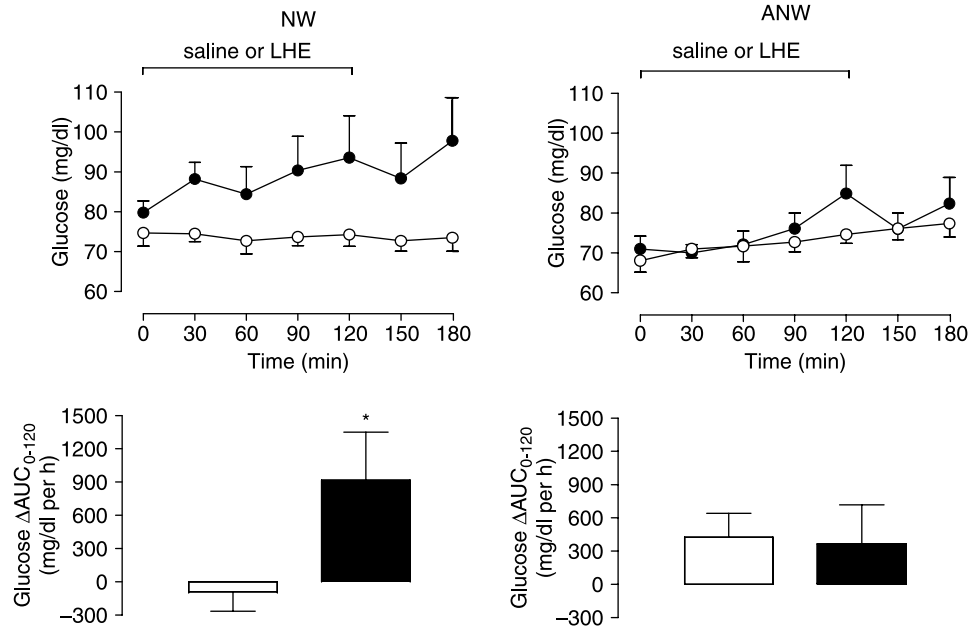 NW
saline or LHE
Glucose (mg/dl)
110
100
90
80
70
60
0 30 60 90 120 150 180
Time (min)
ANW
saline or LHE
Glucose (mg/dl)
110
100
90
80
70
60
0 30 60 90 120 150 180
Time (min)
Glucose ΔAUC0-120
(mg/dl per h)
1500
1200
900
600
300
0
–300
*
Glucose ΔAUC0-120
(mg/dl per h)
1500
1200
900
600
300
0
–300